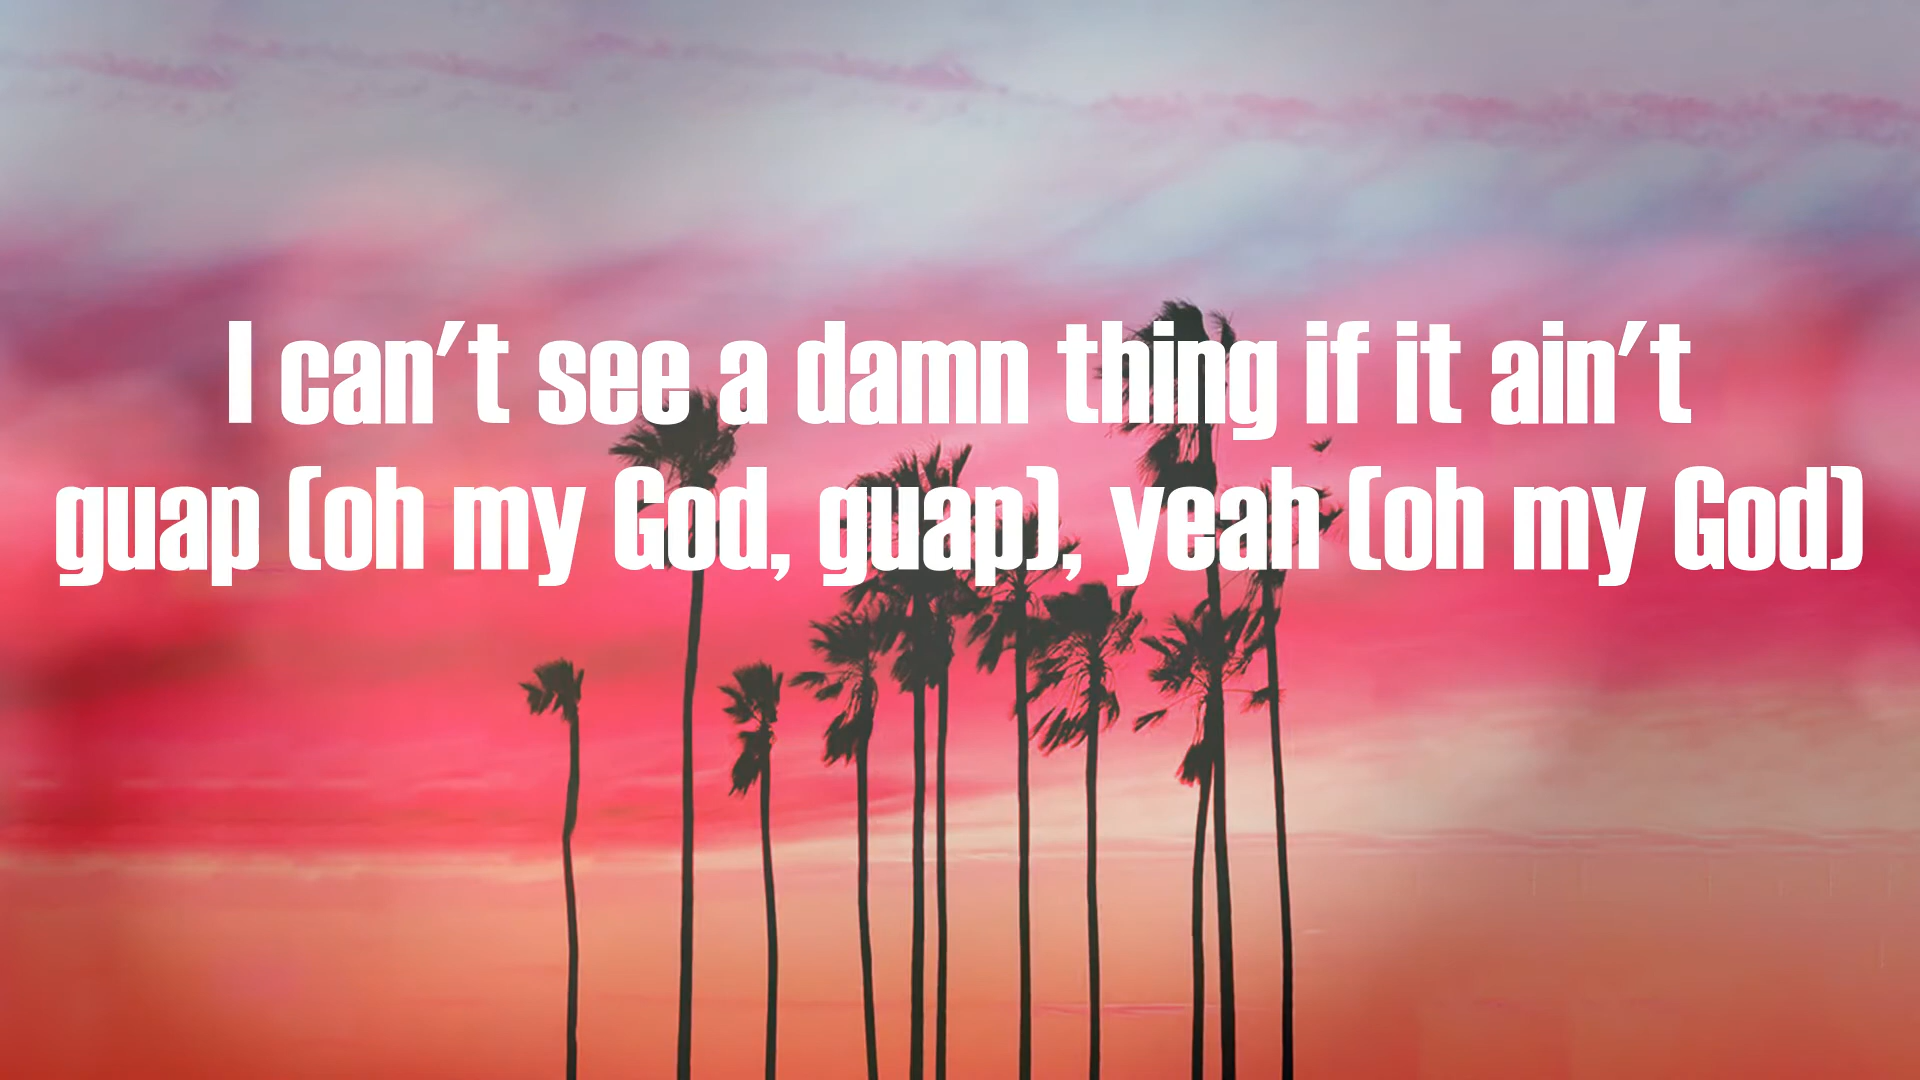 I can't see a damn thing if it ain't
guap (oh my God, guap), yeah (oh my God)